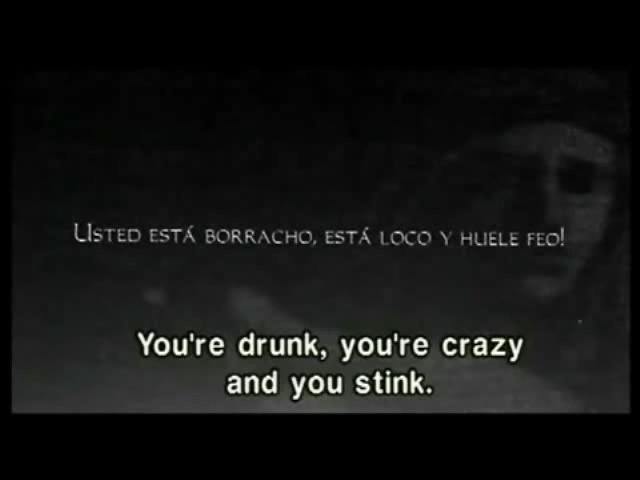 USTED ESTÁ BORRACHO, ESTÁ LOCO Y HUELE FEO!
You're drunk, you're crazy
and you stink.